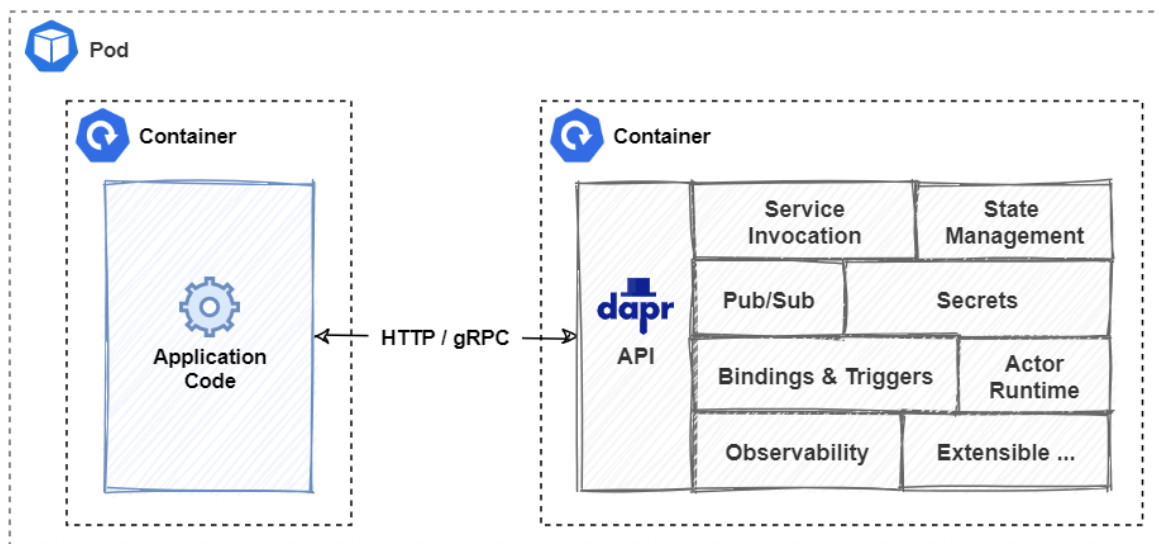 Pod
Container
Application
Code
HTTP / gRPC
Container
dapr
API
Service
Invocation
State
Management
Pub/Sub
Secrets
Bindings & Triggers
Actor
Runtime
Observability
Extensible ...